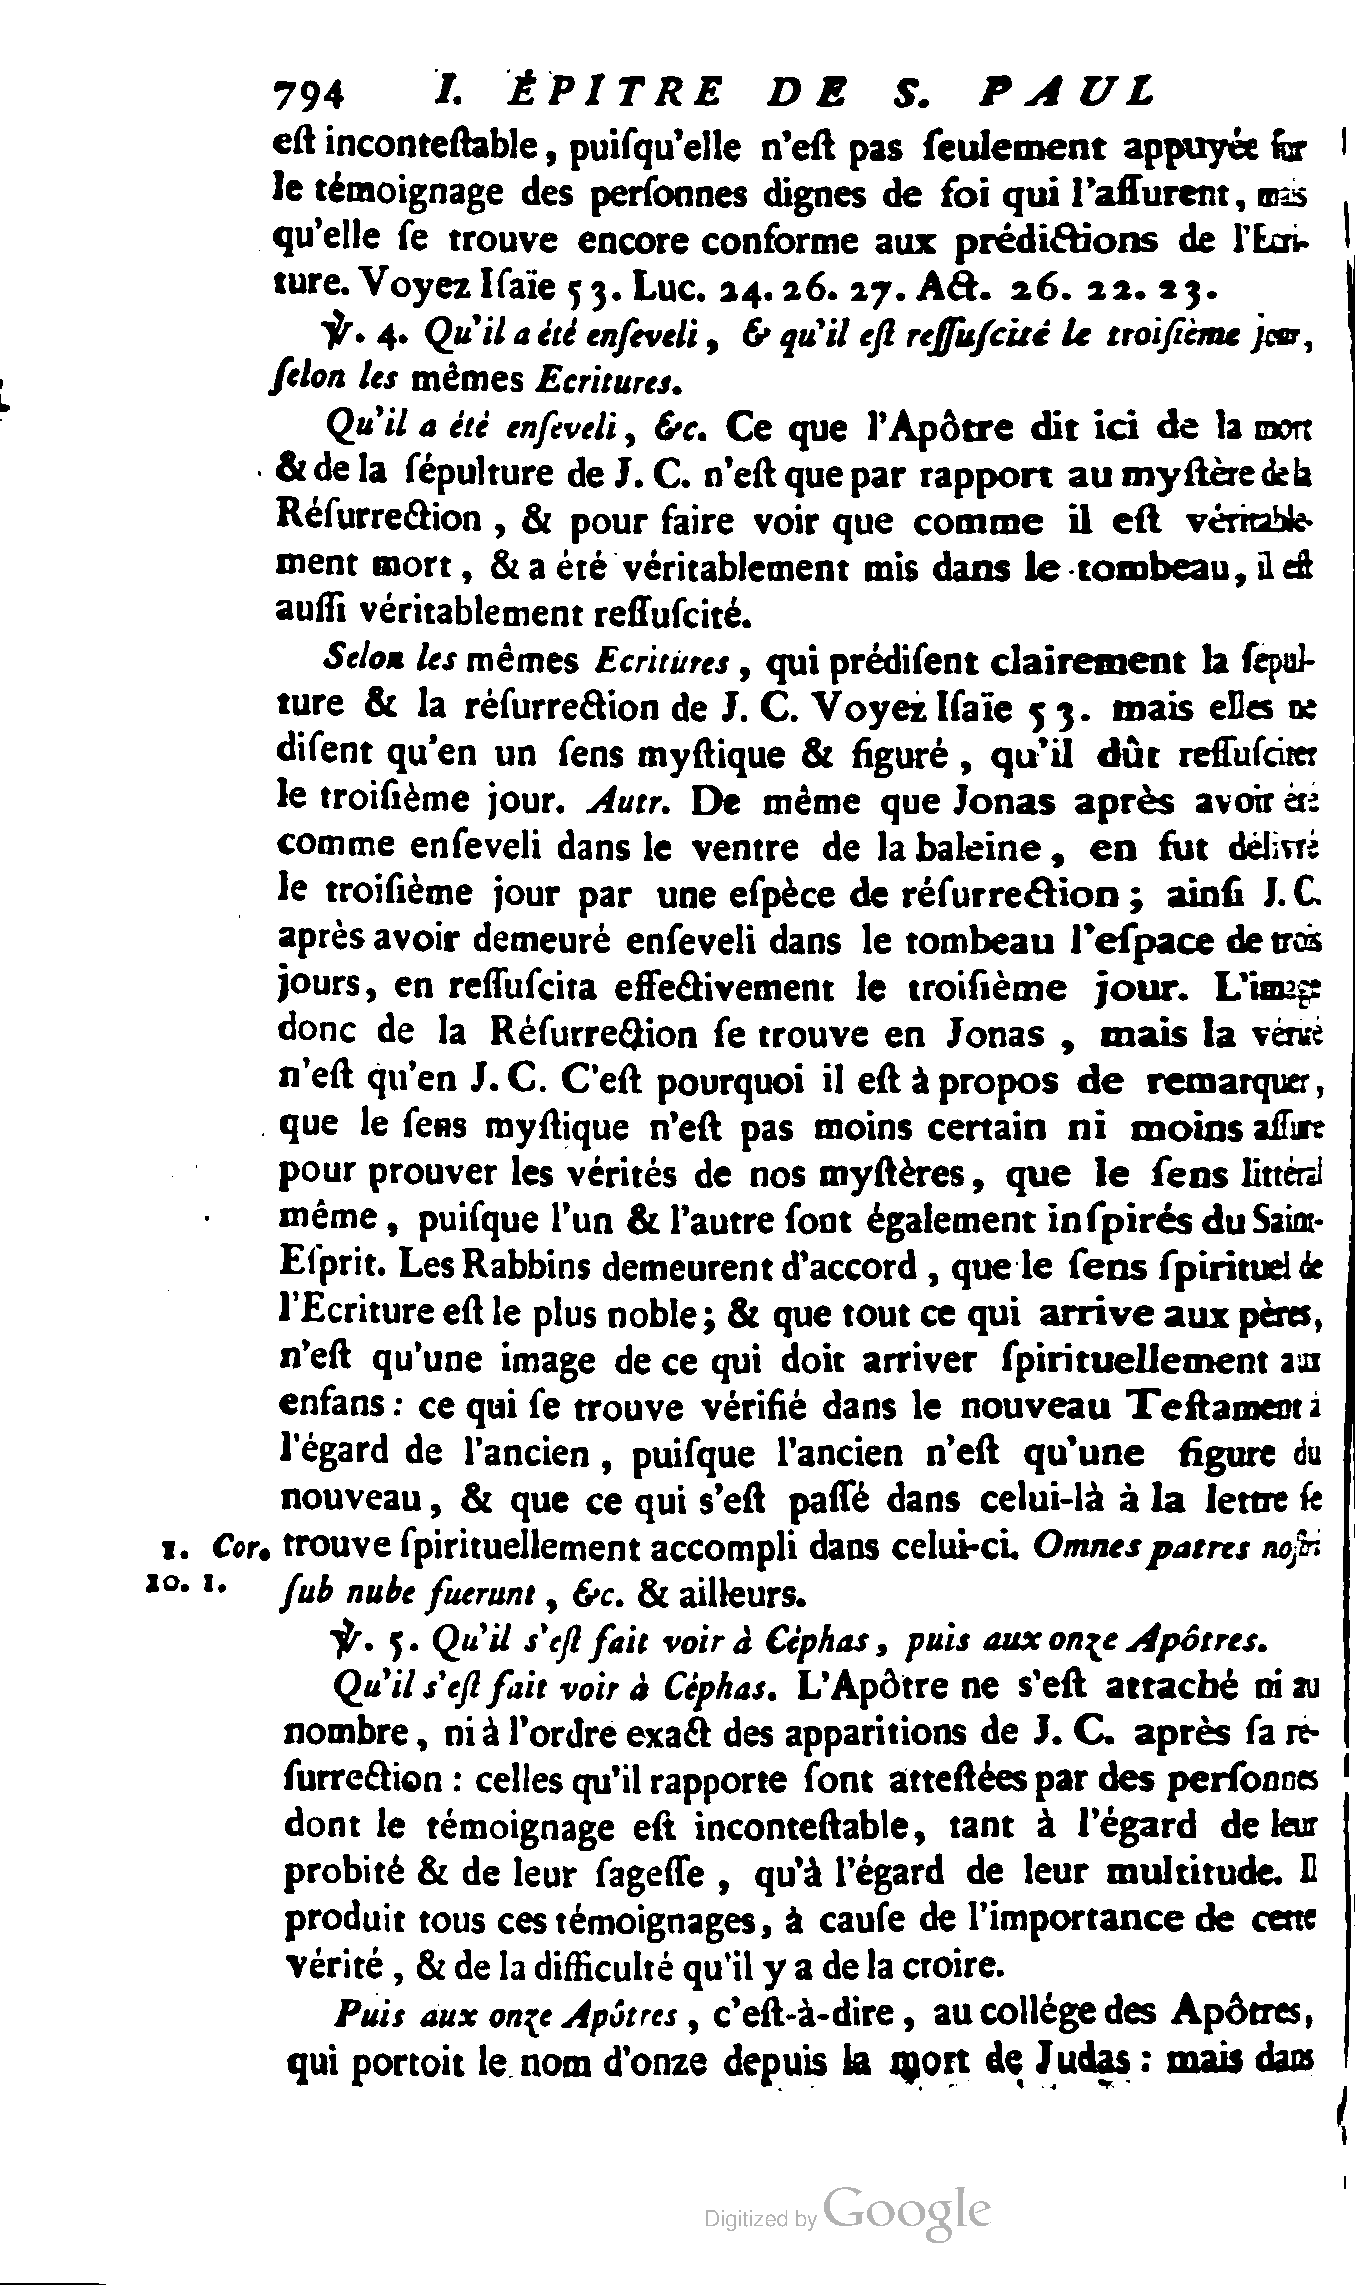 794 I. ÉPITRE DE S. PAUL
eſt inconteſtable, puiſqu'elle n'eſt pas ſeulement appuyée ſur
le témoignage des perſonnes dignes de foi qui l'aſſurent, mais
qu'elle ſe trouve encore conforme aux prédictions de l'Ecri-
ture. Voyez Iſaïe 53. Luc. 24. 26. 27. Act. 26. 22. 23.
℣. 4. Qu'il a été enſeveli, & qu'il eſt reſſuſcité le troiſième jour,
ſelon les mêmes Ecritures.
Qu'il a été enſeveli, &c. Ce que l'Apôtre dit ici de la mort
& de la ſépulture de J. C. n'eſt que par rapport au myſtère de la
Réſurrection, & pour faire voir que comme il eſt véritable-
ment mort, & a été véritablement mis dans le tombeau, il eſt
auſſi véritablement reſſuſcité.
Selon les mêmes Ecritures, qui prédiſent clairement la ſépul-
ture & la réſurrection de J. C. Voyez Iſaïe 53. mais elles ne
diſent qu'en un ſens myſtique & figuré, qu'il dût reſſuſciter
le troiſième jour. Autr. De même que Jonas après avoir été
comme enſeveli dans le ventre de la baleine, en fut délivré
le troiſième jour par une eſpèce de réſurrection; ainſi J. C.
après avoir demeuré enſeveli dans le tombeau l'eſpace de trois
jours, en reſſuſcita effectivement le troiſième jour. L'image
donc de la Réſurrection ſe trouve en Jonas, mais la vérité
n'eſt qu'en J. C. C'eſt pourquoi il eſt à propos de remarquer,
que le ſens myſtique n'eſt pas moins certain ni moins aſſuré
pour prouver les vérités de nos myſtères, que le ſens littéral
même, puiſque l'un & l'autre ſont également inſpirés du Saint-
Eſprit. Les Rabbins demeurent d'accord, que le ſens ſpirituel de
l'Ecriture eſt le plus noble; & que tout ce qui arrive aux pères,
n'eſt qu'une image de ce qui doit arriver ſpirituellement aux
enfans: ce qui ſe trouve vérifié dans le nouveau Teſtament à
l'égard de l'ancien, puiſque l'ancien n'eſt qu'une figure du
nouveau, & que ce qui s'eſt paſſé dans celui-là à la lettre ſe
1. Cor. trouve ſpirituellement accompli dans celui-ci. Omnes patres noſtri
10. 1. ſub nube fuerunt, &c. & ailleurs.
℣. 5. Qu'il s'eſt fait voir à Céphas, puis aux onze Apôtres.
Qu'il s'eſt fait voir à Céphas. L'Apôtre ne s'eſt attaché ni au
nombre, ni à l'ordre exact des apparitions de J. C. après ſa ré-
ſurrection: celles qu'il rapporte ſont atteſtées par des perſonnes
dont le témoignage eſt inconteſtable, tant à l'égard de leur
probité & de leur ſageſſe, qu'à l'égard de leur multitude. Il
produit tous ces témoignages, à cauſe de l'importance de cette
vérité, & de la difficulté qu'il y a de la croire.
Puis aux onze Apôtres, c'eſt-à-dire, au collége des Apôtres,
qui portoit le nom d'onze depuis la mort de Judas: mais dans
Digitized by Google